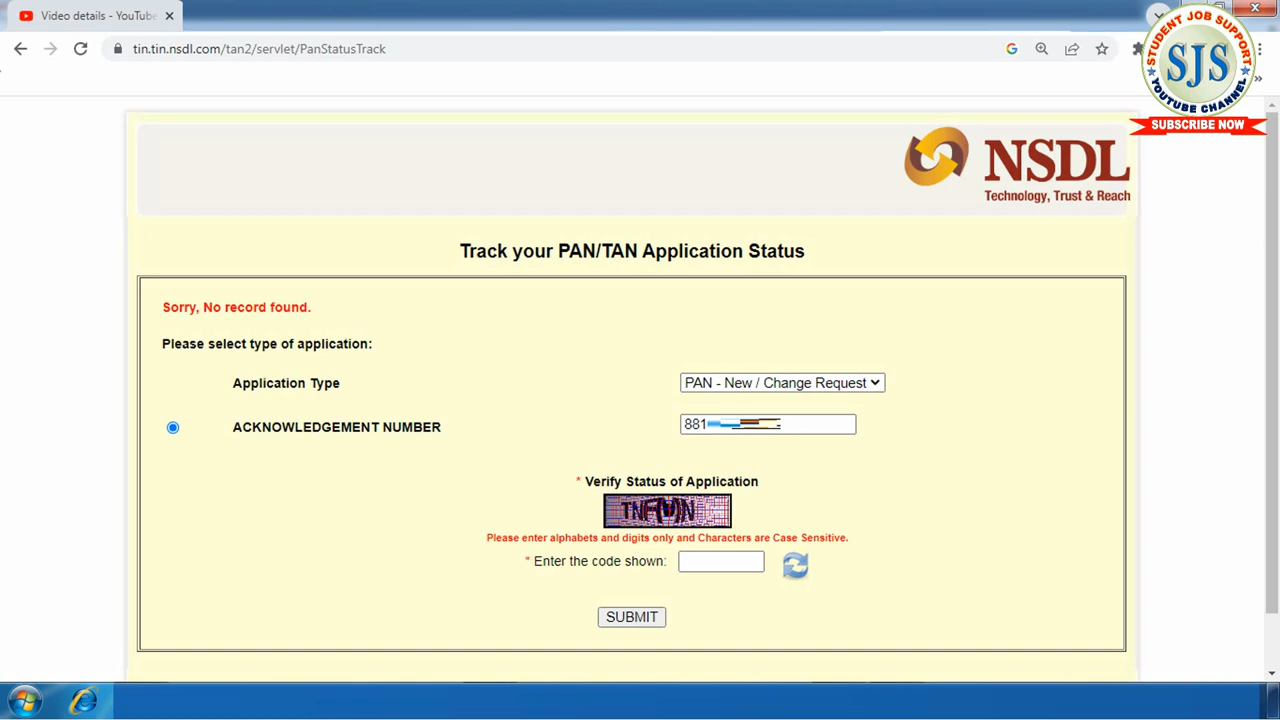 Video details - YouTube
tin.tin.nsdl.com/tan2/servlet/PanStatusTrack
STUDENT JOB SUPPORT
SJS
YOUTUBE CHANNEL
SUBSCRIBE NOW
NSDL
Technology, Trust & Reach
Track your PAN/TAN Application Status
Sorry, No record found.
Please select type of application:
Application Type
PAN - New / Change Request
ACKNOWLEDGEMENT NUMBER
881
* Verify Status of Application
Please enter alphabets and digits only and Characters are Case Sensitive.
* Enter the code shown:
SUBMIT